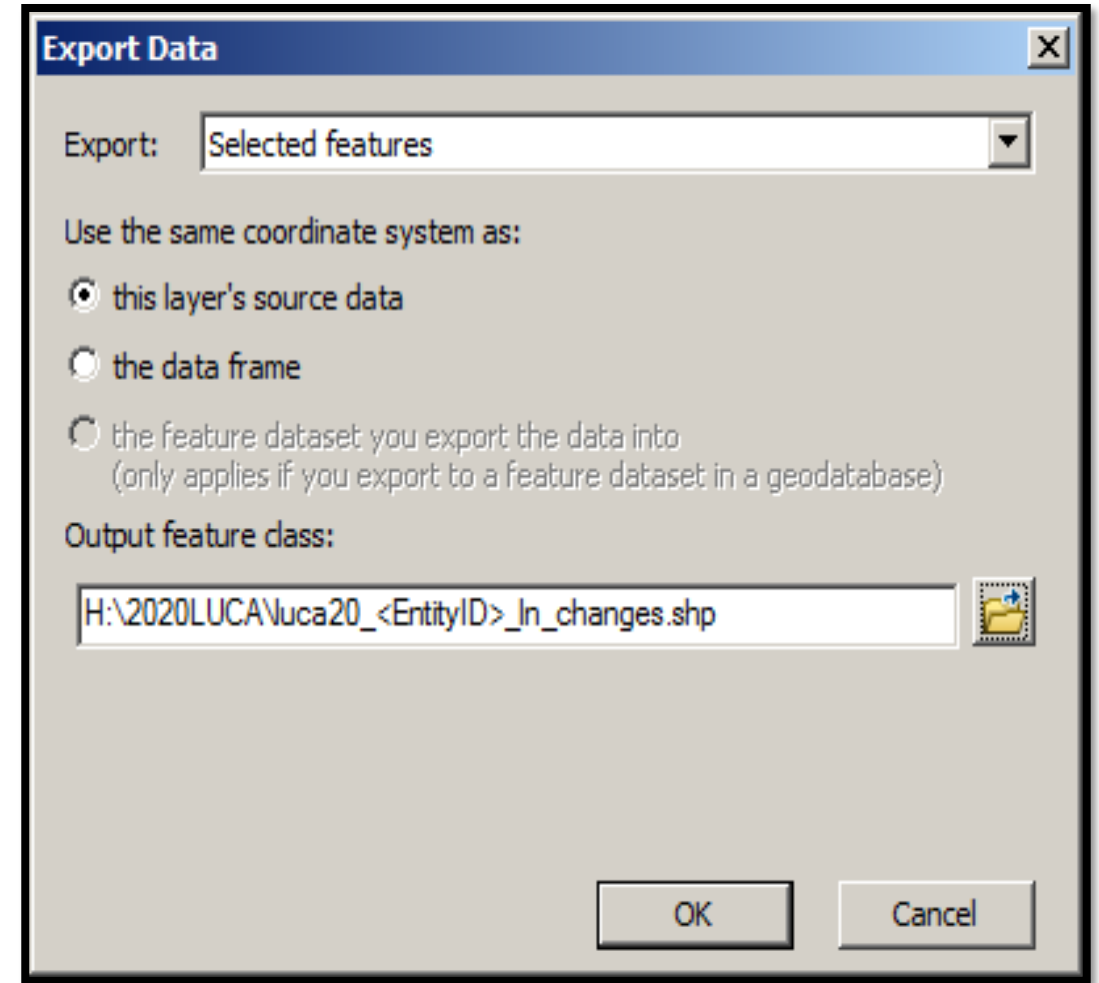 Export Data
Export: Selected features
Use the same coordinate system as:
this layer's source data
the data frame
the feature dataset you export the data into
(only applies if you export to a feature dataset in a geodatabase)
Output feature class:
H:\2020LUCA\luca20_<EntityID>_ln_changes.shp
OK Cancel